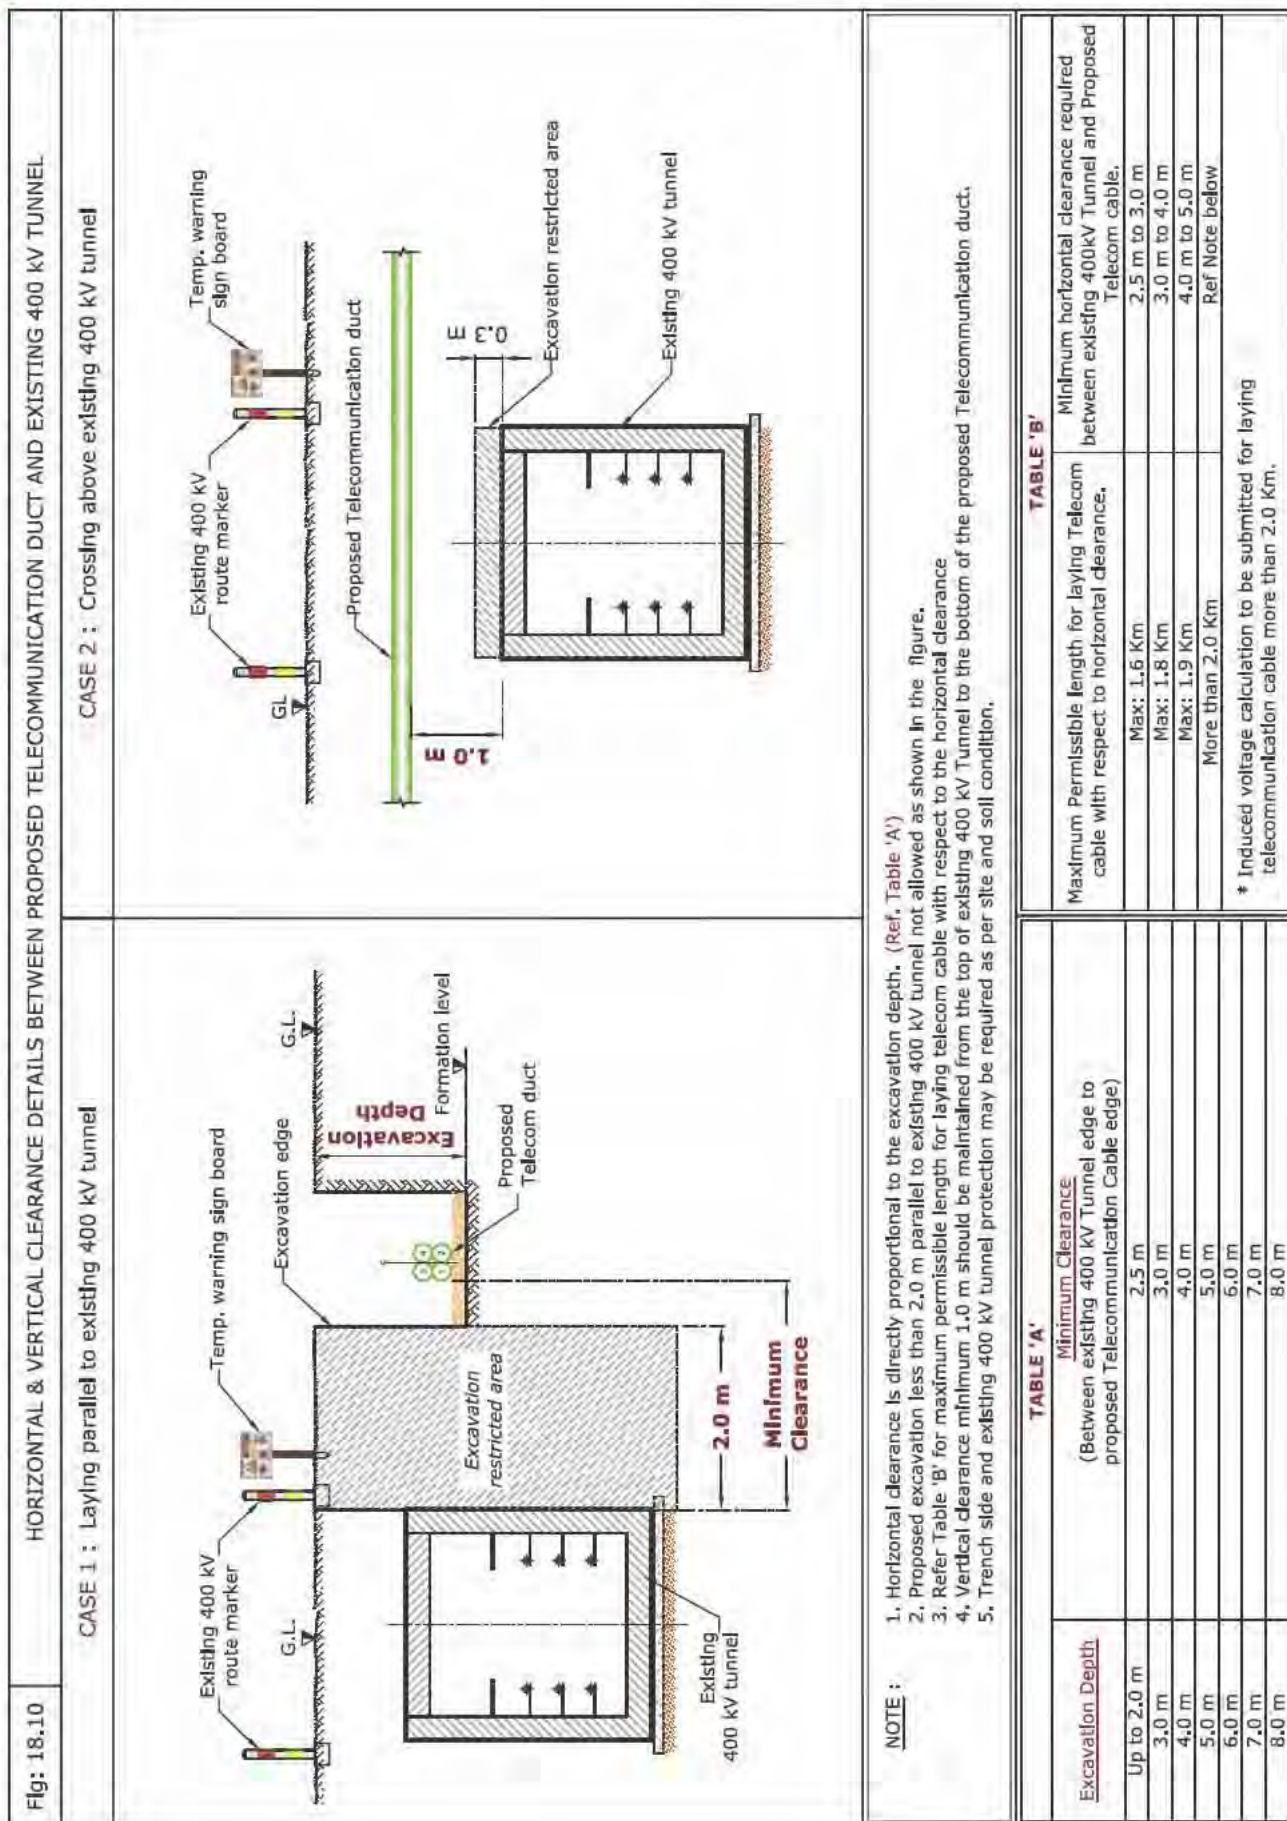 Fig: 18.10
HORIZONTAL & VERTICAL CLEARANCE DETAILS BETWEEN PROPOSED TELECOMMUNICATION DUCT AND EXISTING 400 kV TUNNEL
CASE 1 : Laying parallel to existing 400 kV tunnel
Existing 400 kV
route marker
Temp. warning sign board
Excavation edge
G.L.
G.L.
Excavation
Depth
Formation level
Excavation
restricted area
Proposed
Telecom duct
2.0 m
Minimum
Clearance
Existing
400 kV tunnel
CASE 2 : Crossing above existing 400 kV tunnel
Existing 400 kV
route marker
Temp. warning
sign board
GL
Proposed Telecommunication duct
1.0 m
0.3 m
Excavation restricted area
Existing 400 kV tunnel
NOTE :
1. Horizontal clearance is directly proportional to the excavation depth. (Ref. Table 'A')
2. Proposed excavation less than 2.0 m parallel to existing 400 kV tunnel not allowed as shown in the figure.
3. Refer Table 'B' for maximum permissible length for laying telecom cable with respect to the horizontal clearance
4. Vertical clearance minimum 1.0 m should be maintained from the top of existing 400 kV Tunnel to the bottom of the proposed Telecommunication duct.
5. Trench side and existing 400 kV tunnel protection may be required as per site and soil condition.
TABLE 'A'
Excavation Depth
Minimum Clearance
(Between existing 400 kV Tunnel edge to
proposed Telecommunication Cable edge)
Up to 2.0 m 2.5 m
3.0 m 3.0 m
4.0 m 4.0 m
5.0 m 5.0 m
6.0 m 6.0 m
7.0 m 7.0 m
8.0 m 8.0 m
TABLE 'B'
Maximum Permissible length for laying Telecom
cable with respect to horizontal clearance.
Minimum horizontal clearance required
between existing 400kV Tunnel and Proposed
Telecom cable.
Max: 1.6 Km 2.5 m to 3.0 m
Max: 1.8 Km 3.0 m to 4.0 m
Max: 1.9 Km 4.0 m to 5.0 m
More than 2.0 Km Ref Note below
* Induced voltage calculation to be submitted for laying
telecommunication cable more than 2.0 Km.